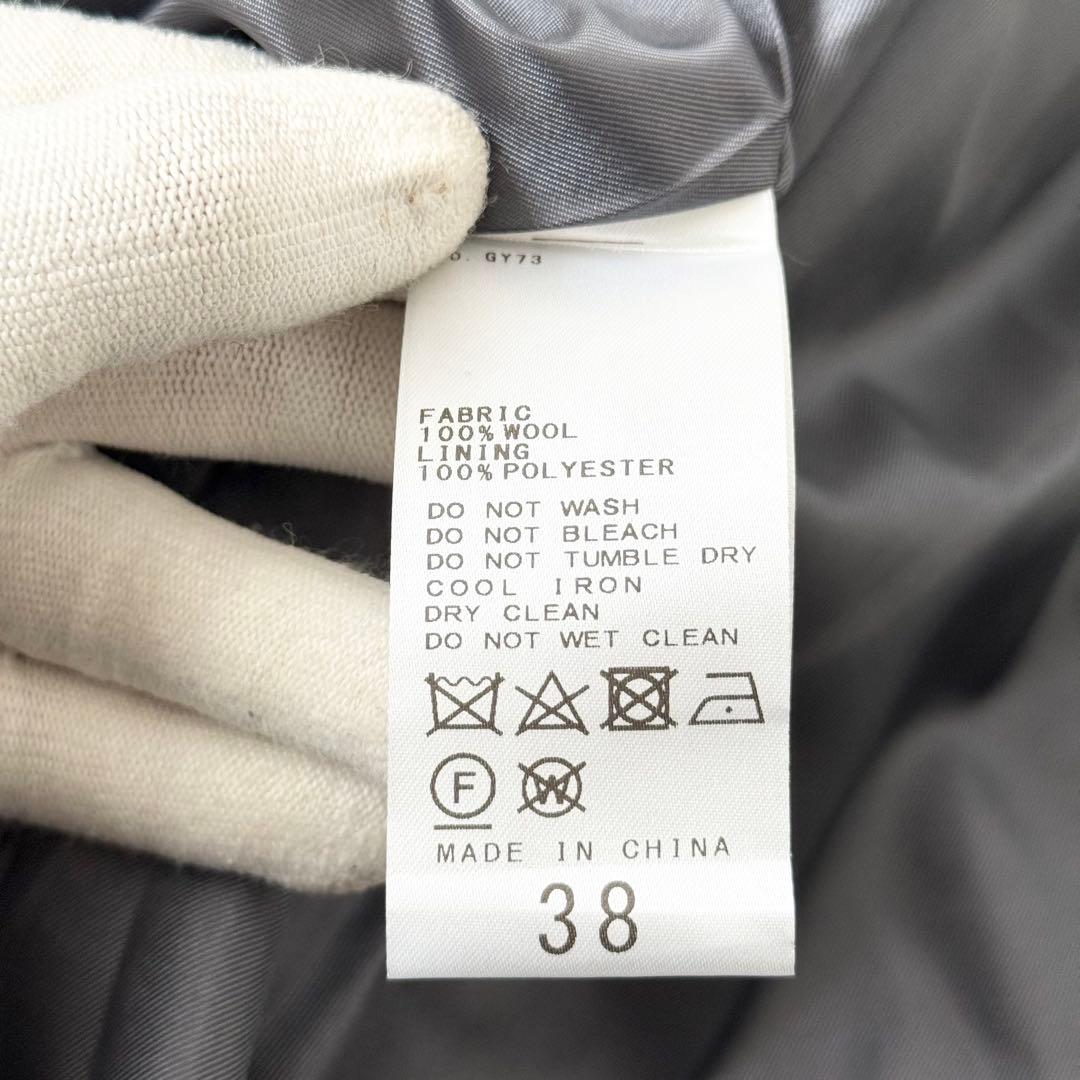 GY73
FABRIC
100% WOOL
LINING
100% POLYESTER
DO NOT WASH
DO NOT BLEACH
DO NOT TUMBLE DRY
COOL IRON
DRY CLEAN
DO NOT WET CLEAN
F W
MADE IN CHINA
38